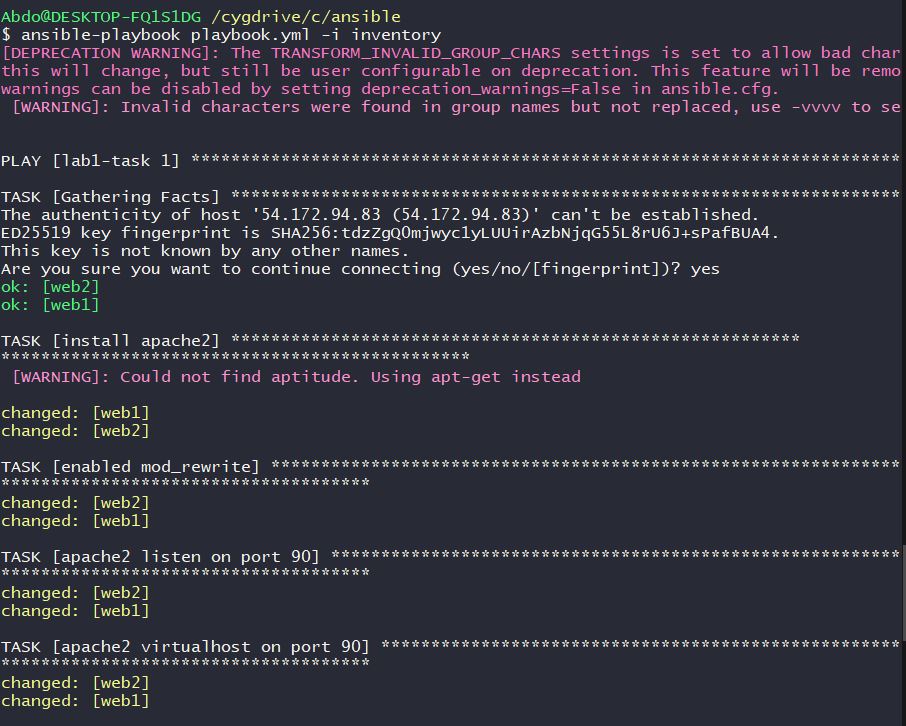 Abdo@DESKTOP-FQ1S1DG /cygdrive/c/ansible
$ ansible-playbook playbook.yml -i inventory
[DEPRECATION WARNING]: The TRANSFORM_INVALID_GROUP_CHARS settings is set to allow bad char
this will change, but still be user configurable on deprecation. This feature will be remo
warnings can be disabled by setting deprecation_warnings=False in ansible.cfg.
[WARNING]: Invalid characters were found in group names but not replaced, use -vvvv to se
PLAY [lab1-task 1] ***********************************************************************
TASK [Gathering Facts] *******************************************************************
The authenticity of host '54.172.94.83 (54.172.94.83)' can't be established.
ED25519 key fingerprint is SHA256:tdzZgQOmjwyc1yLUUirAzbNjqG55L8rU6J+sPafBUA4.
This key is not known by any other names.
Are you sure you want to continue connecting (yes/no/[fingerprint])? yes
ok: [web2]
ok: [web1]
TASK [install apache2] *********************************************************
***********************************************
[WARNING]: Could not find aptitude. Using apt-get instead
changed: [web1]
changed: [web2]
TASK [enabled mod_rewrite] ***************************************************************
*************************************
changed: [web2]
changed: [web1]
TASK [apache2 listen on port 90] *********************************************************
*************************************
changed: [web2]
changed: [web1]
TASK [apache2 virtualhost on port 90] ****************************************************
*************************************
changed: [web2]
changed: [web1]